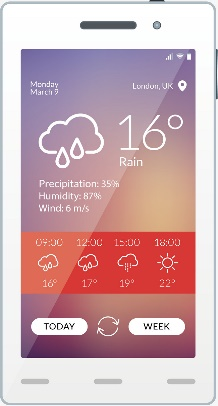 Monday
March 9
London, UK
16°
Rain
Precipitation: 35%
Humidity: 87%
Wind: 6 m/s
09:00 12:00 15:00 18:00
16° 17° 19° 22°
TODAY WEEK